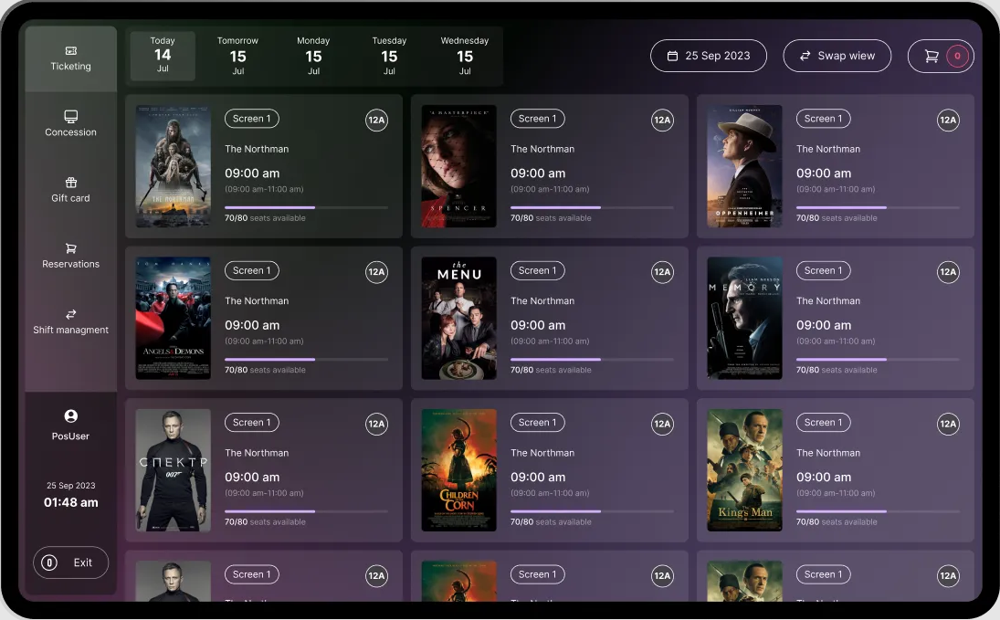 Ticketing
Concession
Gift card
Reservations
Shift managment
PosUser
25 Sep 2023
01:48 am
Exit
Today
14
Jul
Tomorrow
15
Jul
Monday
15
Jul
Tuesday
15
Jul
Wednesday
15
Jul
25 Sep 2023
Swap wiew
0
THE NORTHMAN
Screen 1
12A
The Northman
09:00 am
(09:00 am-11:00 am)
70/80 seats available
"A MASTERPIECE"
SPENCER
Screen 1
12A
The Northman
09:00 am
(09:00 am-11:00 am)
70/80 seats available
CILLIAN MURPHY
OPPENHEIMER
Screen 1
12A
The Northman
09:00 am
(09:00 am-11:00 am)
70/80 seats available
TOM HANKS
ANGELS & DEMONS
Screen 1
12A
The Northman
09:00 am
(09:00 am-11:00 am)
70/80 seats available
the
MENU
Screen 1
12A
The Northman
09:00 am
(09:00 am-11:00 am)
70/80 seats available
LIAM NEESON
MEMORY
Screen 1
12A
The Northman
09:00 am
(09:00 am-11:00 am)
70/80 seats available
СПЕКТР
007
Screen 1
12A
The Northman
09:00 am
(09:00 am-11:00 am)
70/80 seats available
CHILDREN
OF THE
CORN
Screen 1
12A
The Northman
09:00 am
(09:00 am-11:00 am)
70/80 seats available
The
King's Man
Screen 1
12A
The Northman
09:00 am
(09:00 am-11:00 am)
70/80 seats available
Screen 1
12A
Screen 1
12A
Screen 1
12A